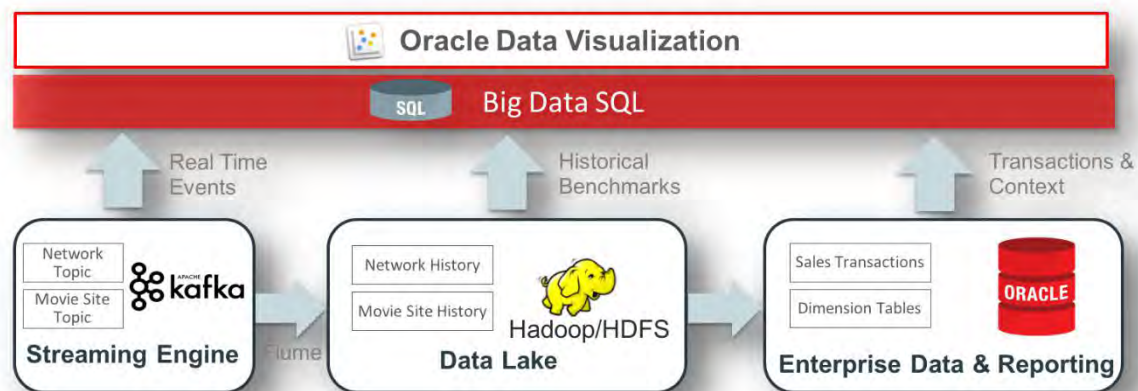 Oracle Data Visualization
SQL
Big Data SQL
Real Time
Events
Historical
Benchmarks
Transactions &
Context
Network
Topic
Movie Site
Topic
APACHE
kafka
Streaming Engine
Flume
Network History
Movie Site History
Hadoop/HDFS
Data Lake
Sales Transactions
Dimension Tables
ORACLE
Enterprise Data & Reporting